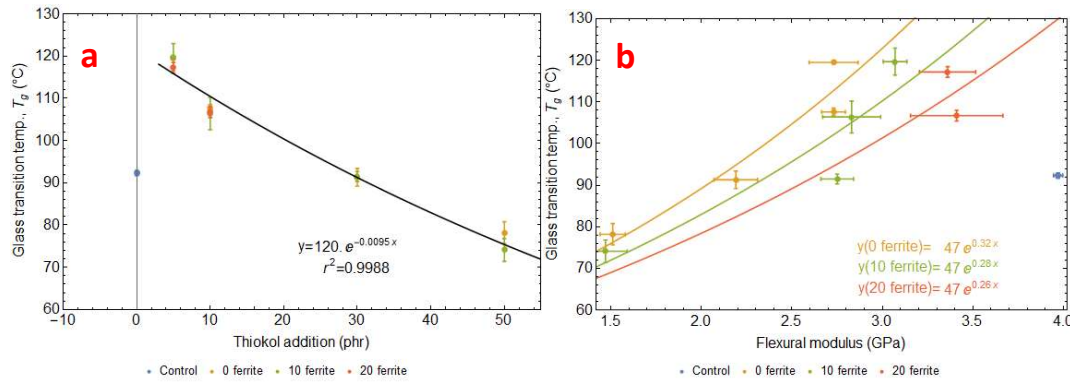 a
130
120
110
100
90
80
70
60
Glass transition temp., Tg (°C)
y=120. e^-0.0095 x
r²=0.9988
−10 0 10 20 30 40 50
Thiokol addition (phr)
• Control • 0 ferrite • 10 ferrite • 20 ferrite
b
130
120
110
100
90
80
70
60
Glass transition temp., Tg (°C)
y(0 ferrite)= 47 e^0.32 x
y(10 ferrite)= 47 e^0.28 x
y(20 ferrite)= 47 e^0.26 x
1.5 2.0 2.5 3.0 3.5 4.0
Flexural modulus (GPa)
• Control • 0 ferrite • 10 ferrite • 20 ferrite